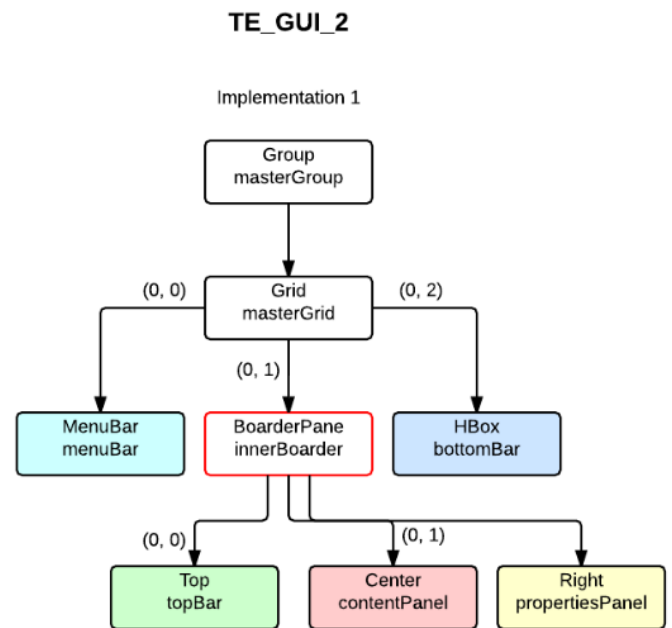 TE_GUI_2
Implementation 1
Group
masterGroup
Grid
masterGrid
(0, 0)
(0, 2)
(0, 1)
MenuBar
menuBar
BoarderPane
innerBoarder
HBox
bottomBar
(0, 0)
(0, 1)
Top
topBar
Center
contentPanel
Right
propertiesPanel